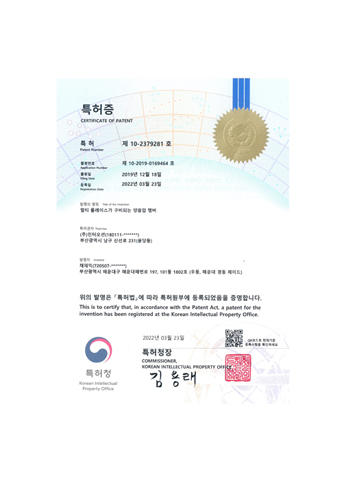 특허증
CERTIFICATE OF PATENT
특 허
Patent Number
제 10-2379281 호
출원번호
Application Number
제 10-2019-0169464 호
출원일
Filing Date
2019년 12월 18일
등록일
Registration Date
2022년 03월 23일
발명의 명칭 Title of the Invention
멀티 플레이스가 구비되는 양음압 챔버
특허권자 Patentee
(주)인터오션(180111-*******)
부산광역시 남구 신선로 231(용당동)
발명자 Inventor
채재익(720507-*******)
부산광역시 해운대구 해운대해변로 197, 101동 1802호 (우동, 해운대 경동 제이드)
위의 발명은 「특허법」에 따라 특허원부에 등록되었음을 증명합니다.
This is to certify that, in accordance with the Patent Act, a patent for the
invention has been registered at the Korean Intellectual Property Office.
2022년 03월 23일
특허청장
COMMISSIONER,
KOREAN INTELLECTUAL PROPERTY OFFICE
김용래
특허청
Korean Intellectual
Property Office
QR코드로 현재기준
등록사항을 확인하세요